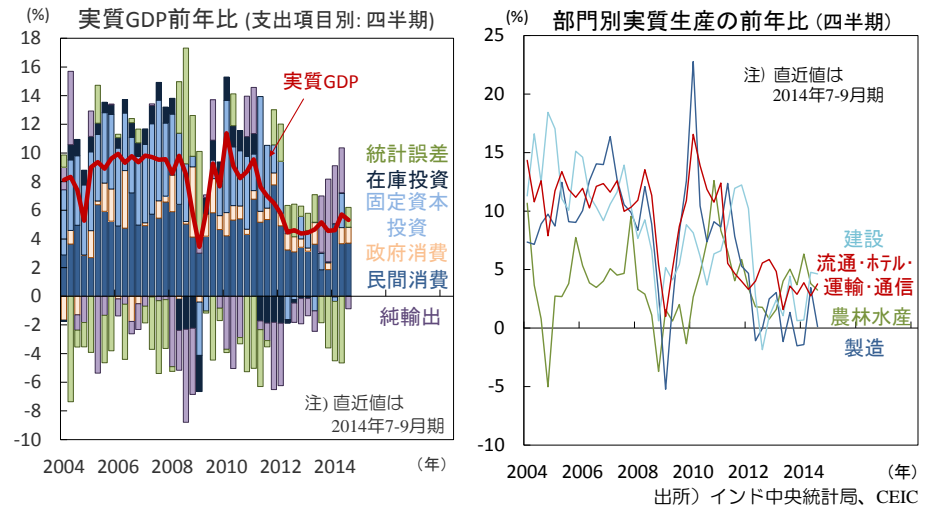 実質GDP前年比 (支出項目別: 四半期)
(%)
18
16
14
12
10
8
6
4
2
0
-2
-4
-6
-8
-10
実質GDP
統計誤差
在庫投資
固定資本
投資
政府消費
民間消費
純輸出
注) 直近値は
2014年7-9月期
2004 2006 2008 2010 2012 2014 (年)
部門別実質生産の前年比 (四半期)
(%)
25
20
15
10
5
0
-5
-10
注) 直近値は
2014年7-9月期
建設
流通・ホテル・
運輸・通信
農林水産
製造
2004 2006 2008 2010 2012 2014 (年)
出所）インド中央統計局、CEIC